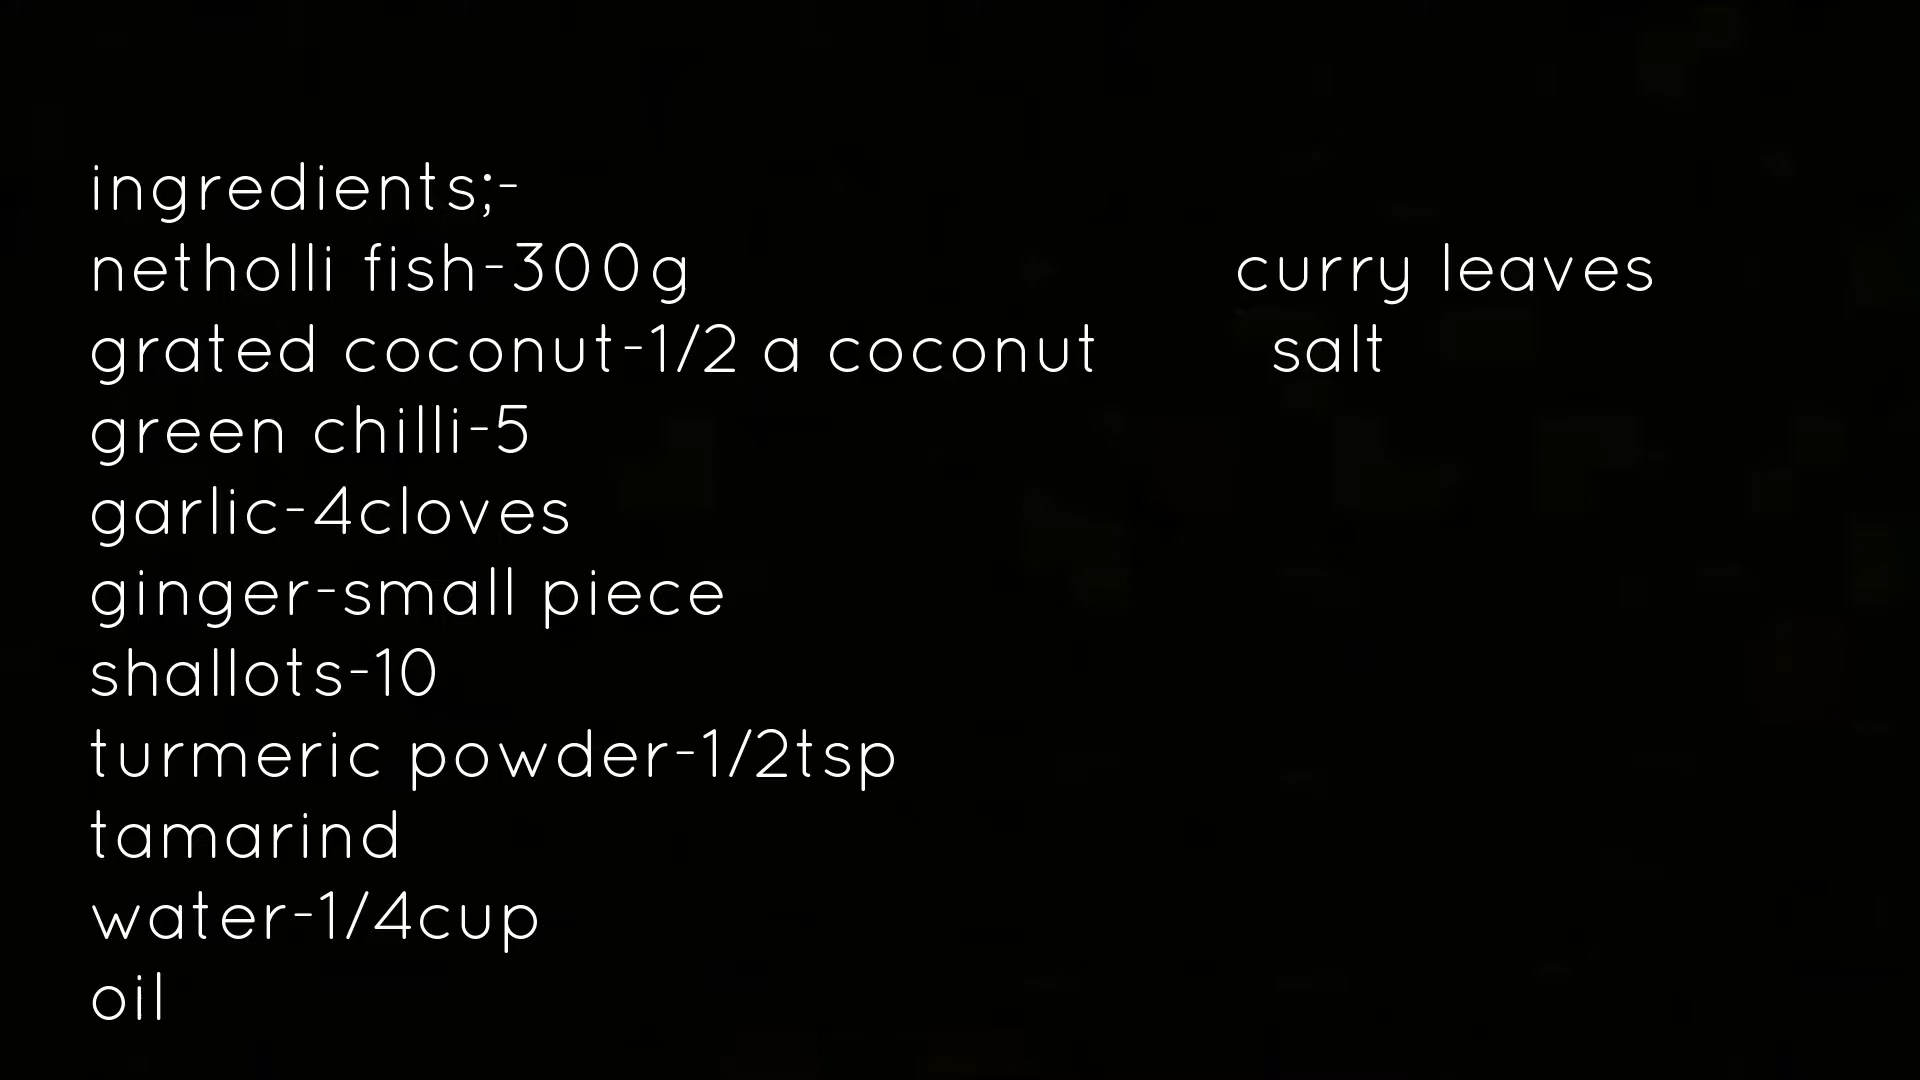 ingredients;-
netholli fish-300g
grated coconut-1/2 a coconut
green chilli-5
garlic-4cloves
ginger-small piece
shallots-10
turmeric powder-1/2tsp
tamarind
water-1/4cup
oil
curry leaves
salt